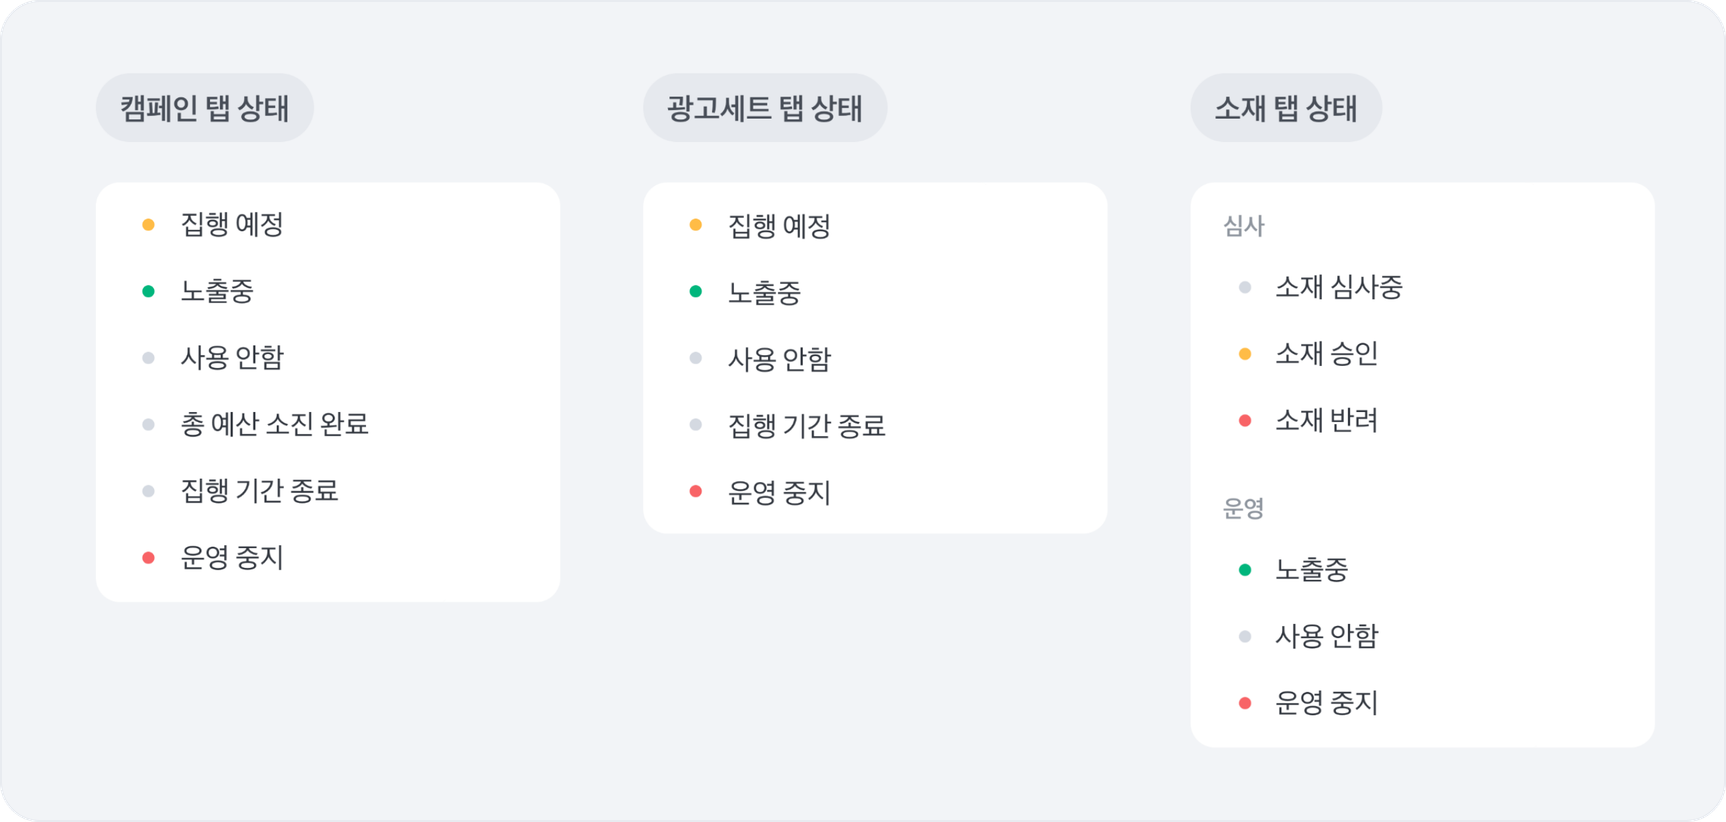 캠페인 탭 상태
집행 예정
노출중
사용 안함
총 예산 소진 완료
집행 기간 종료
운영 중지
광고세트 탭 상태
집행 예정
노출중
사용 안함
집행 기간 종료
운영 중지
소재 탭 상태
심사
소재 심사중
소재 승인
소재 반려
운영
노출중
사용 안함
운영 중지